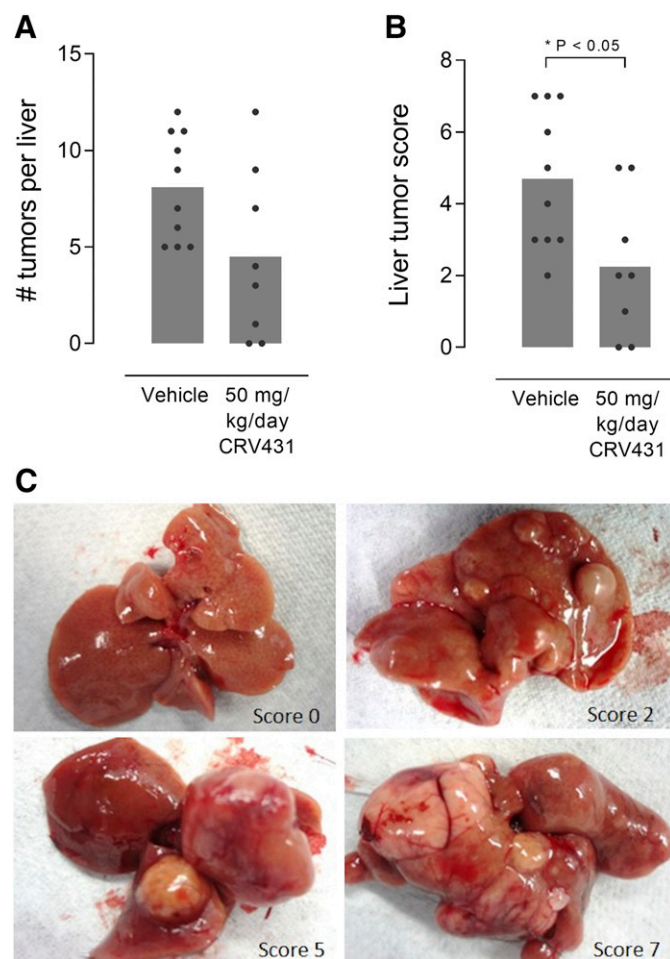 A
# tumors per liver
15
10
5
0
Vehicle
50 mg/
kg/day
CRV431
B
* P < 0.05
Liver tumor score
8
6
4
2
0
Vehicle
50 mg/
kg/day
CRV431
C
Score 0
Score 2
Score 5
Score 7